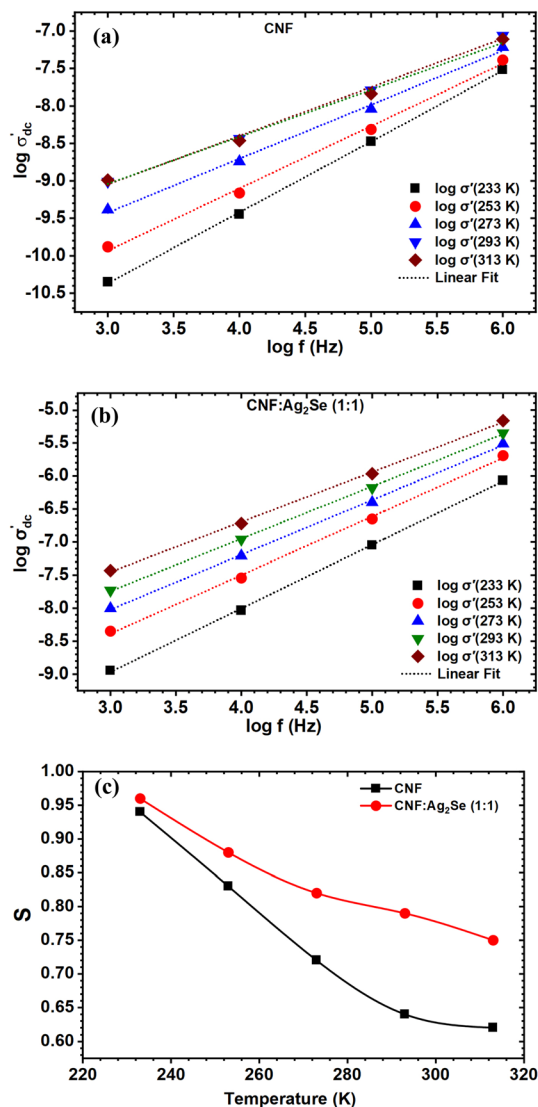 (a)
CNF
-7.0
-7.5
-8.0
-8.5
-9.0
-9.5
-10.0
-10.5
log σ′dc
log σ′(233 K)
log σ′(253 K)
log σ′(273 K)
log σ′(293 K)
log σ′(313 K)
Linear Fit
3.0 3.5 4.0 4.5 5.0 5.5 6.0
log f (Hz)
(b)
CNF:Ag₂Se (1:1)
-5.0
-5.5
-6.0
-6.5
-7.0
-7.5
-8.0
-8.5
-9.0
log σ′dc
log σ′(233 K)
log σ′(253 K)
log σ′(273 K)
log σ′(293 K)
log σ′(313 K)
Linear Fit
3.0 3.5 4.0 4.5 5.0 5.5 6.0
log f (Hz)
(c)
CNF
CNF:Ag₂Se (1:1)
1.00
0.95
0.90
0.85
0.80
0.75
0.70
0.65
0.60
S
220 240 260 280 300 320
Temperature (K)